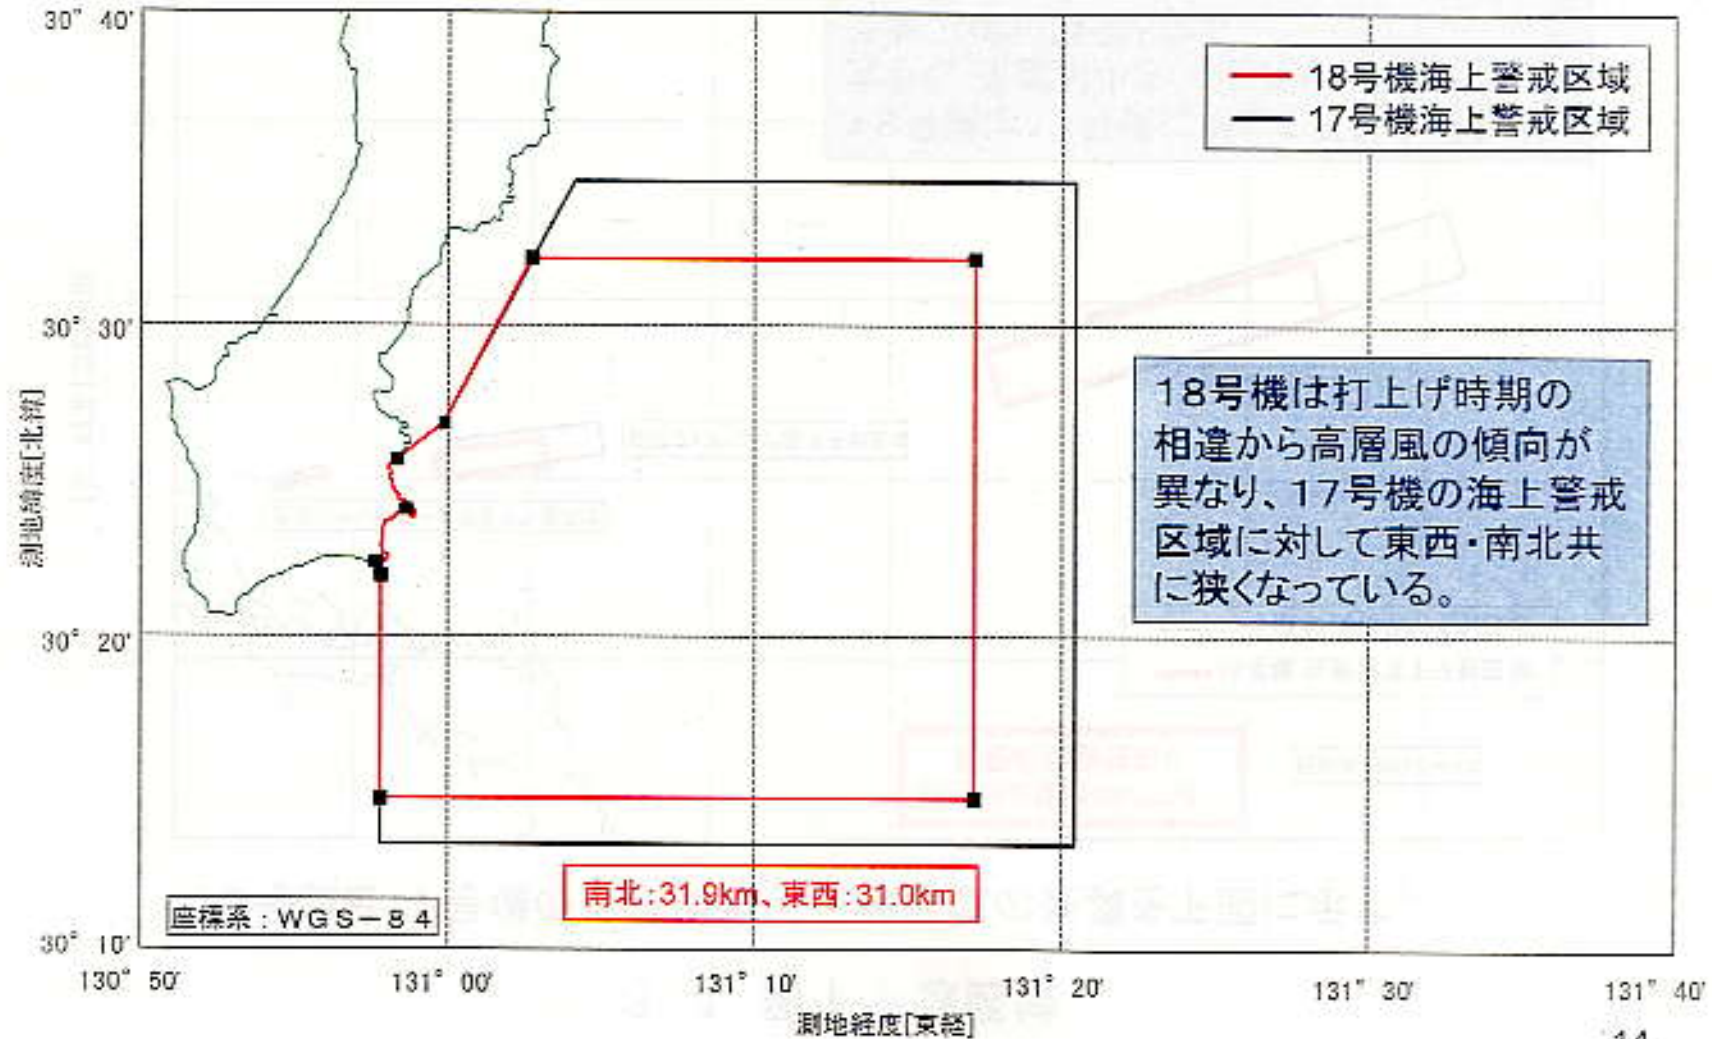 30° 40′
18号機海上警戒区域
17号機海上警戒区域
30° 30′
18号機は打上げ時期の
相違から高層風の傾向が
異なり、17号機の海上警戒
区域に対して東西・南北共
に狭くなっている。
測地緯度[北緯]
30° 20′
南北:31.9km、東西:31.0km
座標系:WGS-84
30° 10′
130° 50′
131° 00′
131° 10′
131° 20′
131° 30′
131° 40′
測地経度[東経]